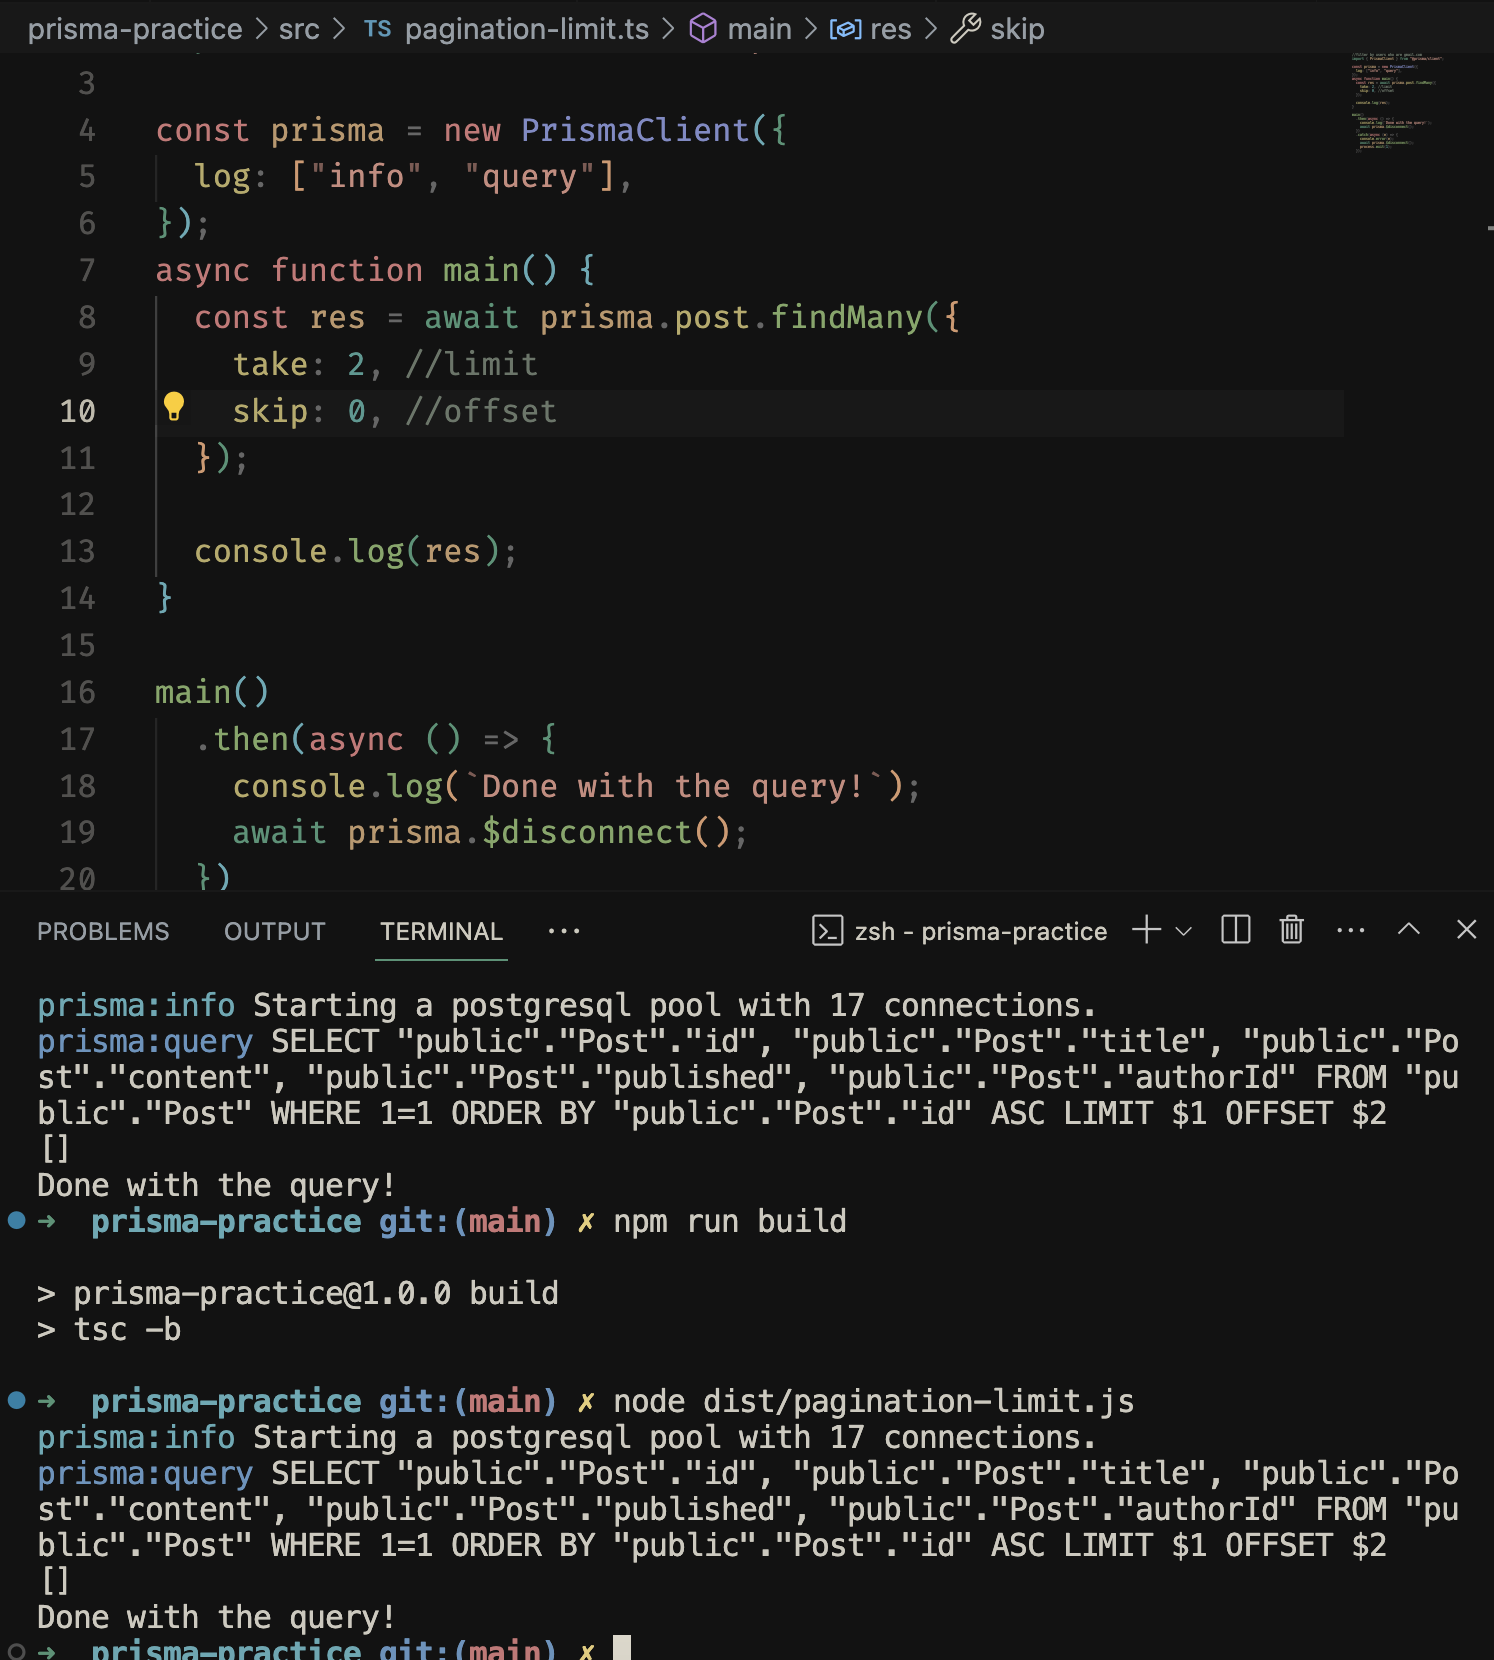 prisma-practice > src > TS pagination-limit.ts > main > res > skip
3
4 const prisma = new PrismaClient({
5 log: ["info", "query"],
6 });
7 async function main() {
8 const res = await prisma.post.findMany({
9 take: 2, //limit
10 skip: 0, //offset
11 });
12
13 console.log(res);
14 }
15
16 main()
17 .then(async () => {
18 console.log(`Done with the query!`);
19 await prisma.$disconnect();
20 })
PROBLEMS OUTPUT TERMINAL ··· zsh - prisma-practice
prisma:info Starting a postgresql pool with 17 connections.
prisma:query SELECT "public"."Post"."id", "public"."Post"."title", "public"."Po
st"."content", "public"."Post"."published", "public"."Post"."authorId" FROM "pu
blic"."Post" WHERE 1=1 ORDER BY "public"."Post"."id" ASC LIMIT $1 OFFSET $2
[]
Done with the query!
➜ prisma-practice git:(main) ✗ npm run build
> prisma-practice@1.0.0 build
> tsc -b
➜ prisma-practice git:(main) ✗ node dist/pagination-limit.js
prisma:info Starting a postgresql pool with 17 connections.
prisma:query SELECT "public"."Post"."id", "public"."Post"."title", "public"."Po
st"."content", "public"."Post"."published", "public"."Post"."authorId" FROM "pu
blic"."Post" WHERE 1=1 ORDER BY "public"."Post"."id" ASC LIMIT $1 OFFSET $2
[]
Done with the query!
➜ prisma-practice git:(main) ✗